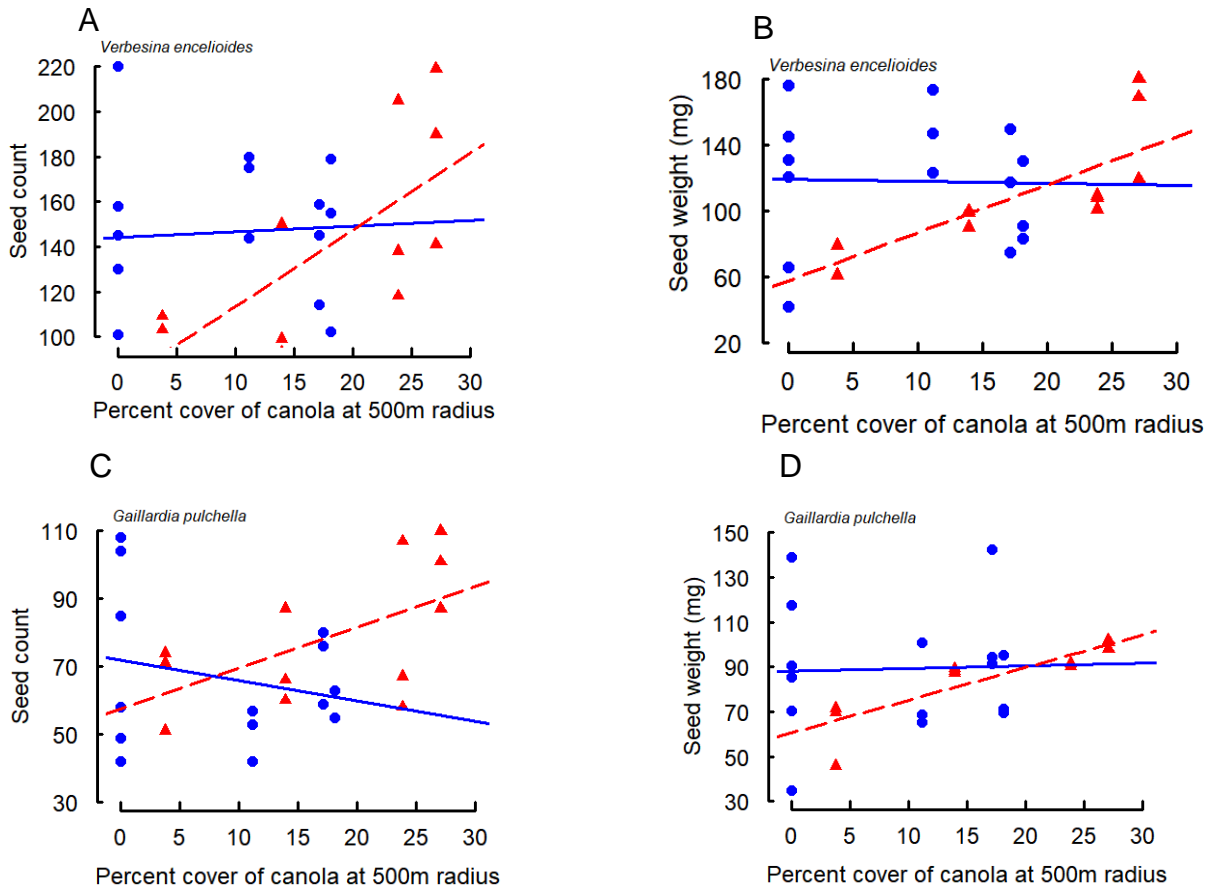 A
Verbesina encelioides
220
200
180
160
140
120
100
Seed count
0 5 10 15 20 25 30
Percent cover of canola at 500m radius
B
Verbesina encelioides
180
140
100
60
20
Seed weight (mg)
0 5 10 15 20 25 30
Percent cover of canola at 500m radius
C
Gaillardia pulchella
110
90
70
50
30
Seed count
0 5 10 15 20 25 30
Percent cover of canola at 500m radius
D
Gaillardia pulchella
150
130
110
90
70
50
30
Seed weight (mg)
0 5 10 15 20 25 30
Percent cover of canola at 500m radius